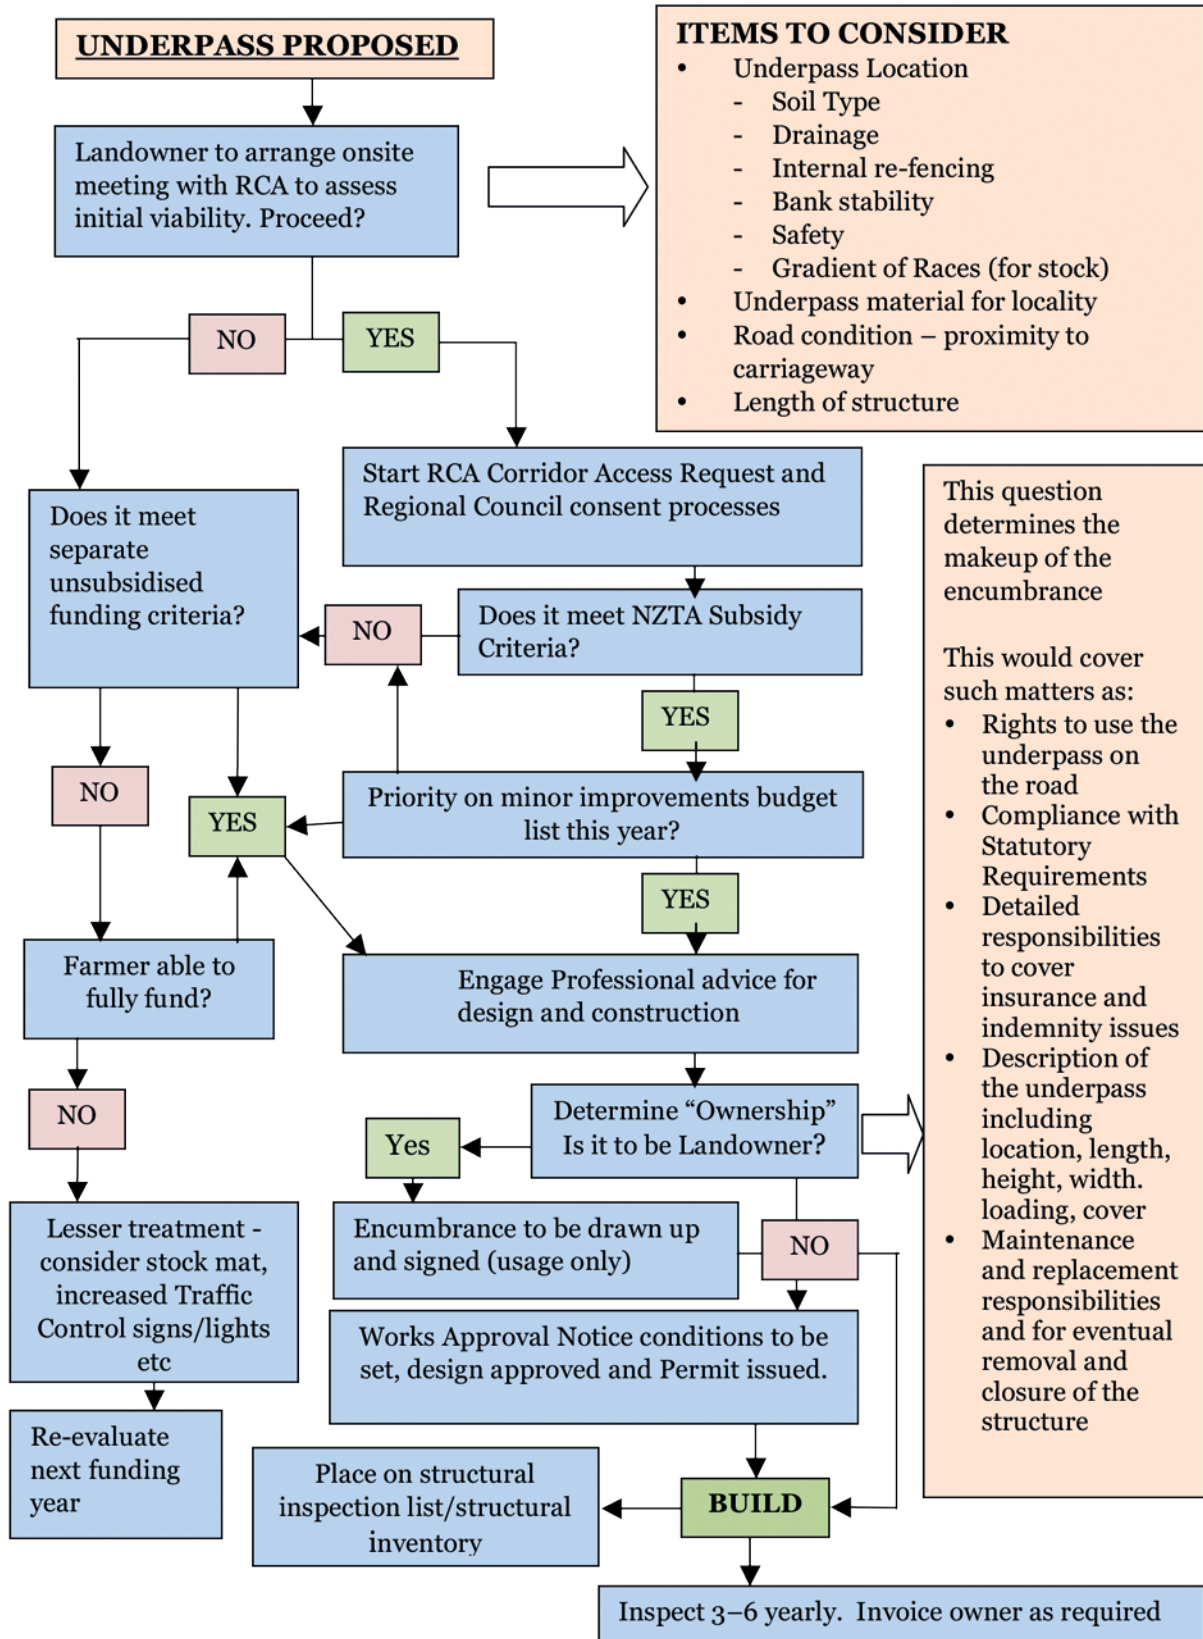 UNDERPASS PROPOSED
ITEMS TO CONSIDER
• Underpass Location
- Soil Type
- Drainage
- Internal re-fencing
- Bank stability
- Safety
- Gradient of Races (for stock)
• Underpass material for locality
• Road condition – proximity to
carriageway
• Length of structure
Landowner to arrange onsite
meeting with RCA to assess
initial viability. Proceed?
NO
YES
Start RCA Corridor Access Request and
Regional Council consent processes
Does it meet
separate
unsubsidised
funding criteria?
NO
Does it meet NZTA Subsidy
Criteria?
YES
NO
YES
Priority on minor improvements budget
list this year?
YES
Farmer able to
fully fund?
Engage Professional advice for
design and construction
NO
Determine “Ownership”
Is it to be Landowner?
Yes
Encumbrance to be drawn up
and signed (usage only)
NO
Lesser treatment -
consider stock mat,
increased Traffic
Control signs/lights
etc
Works Approval Notice conditions to be
set, design approved and Permit issued.
Re-evaluate
next funding
year
Place on structural
inspection list/structural
inventory
BUILD
Inspect 3–6 yearly. Invoice owner as required
This question
determines the
makeup of the
encumbrance
This would cover
such matters as:
• Rights to use the
underpass on
the road
• Compliance with
Statutory
Requirements
• Detailed
responsibilities
to cover
insurance and
indemnity issues
• Description of
the underpass
including
location, length,
height, width.
loading, cover
• Maintenance
and replacement
responsibilities
and for eventual
removal and
closure of the
structure